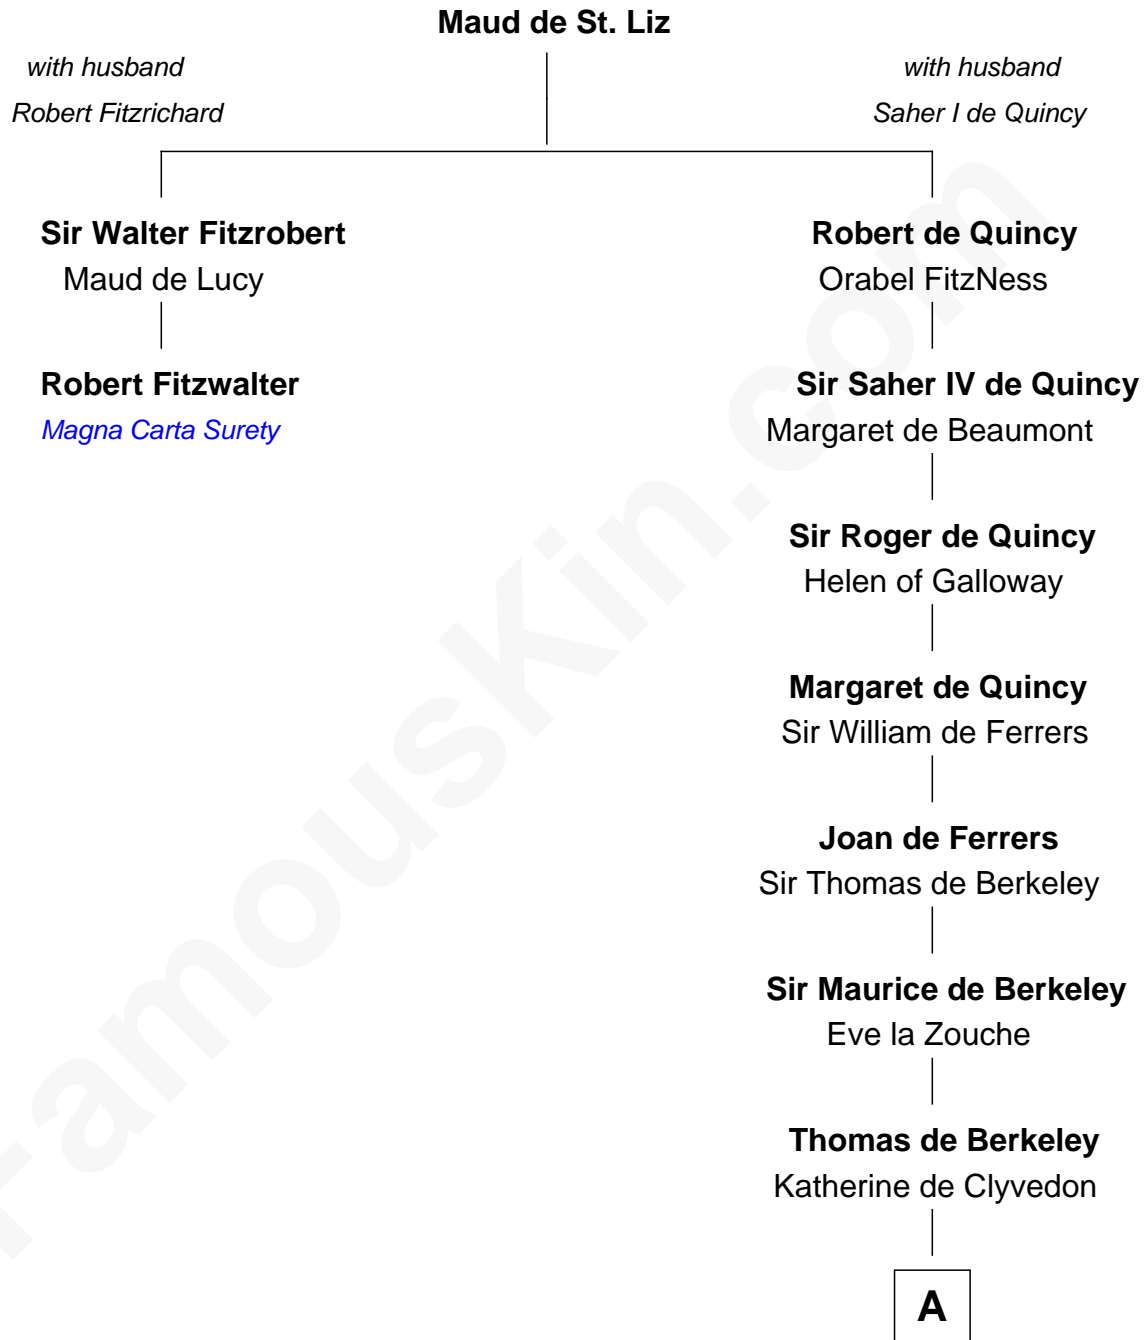 Maud de St. Liz
with husband
Robert Fitzrichard
with husband
Saher I de Quincy
Sir Walter Fitzrobert
Maud de Lucy
Robert Fitzwalter
Magna Carta Surety
Robert de Quincy
Orabel FitzNess
Sir Saher IV de Quincy
Margaret de Beaumont
Sir Roger de Quincy
Helen of Galloway
Margaret de Quincy
Sir William de Ferrers
Joan de Ferrers
Sir Thomas de Berkeley
Sir Maurice de Berkeley
Eve la Zouche
Thomas de Berkeley
Katherine de Clyvedon
A
FamousKin.com